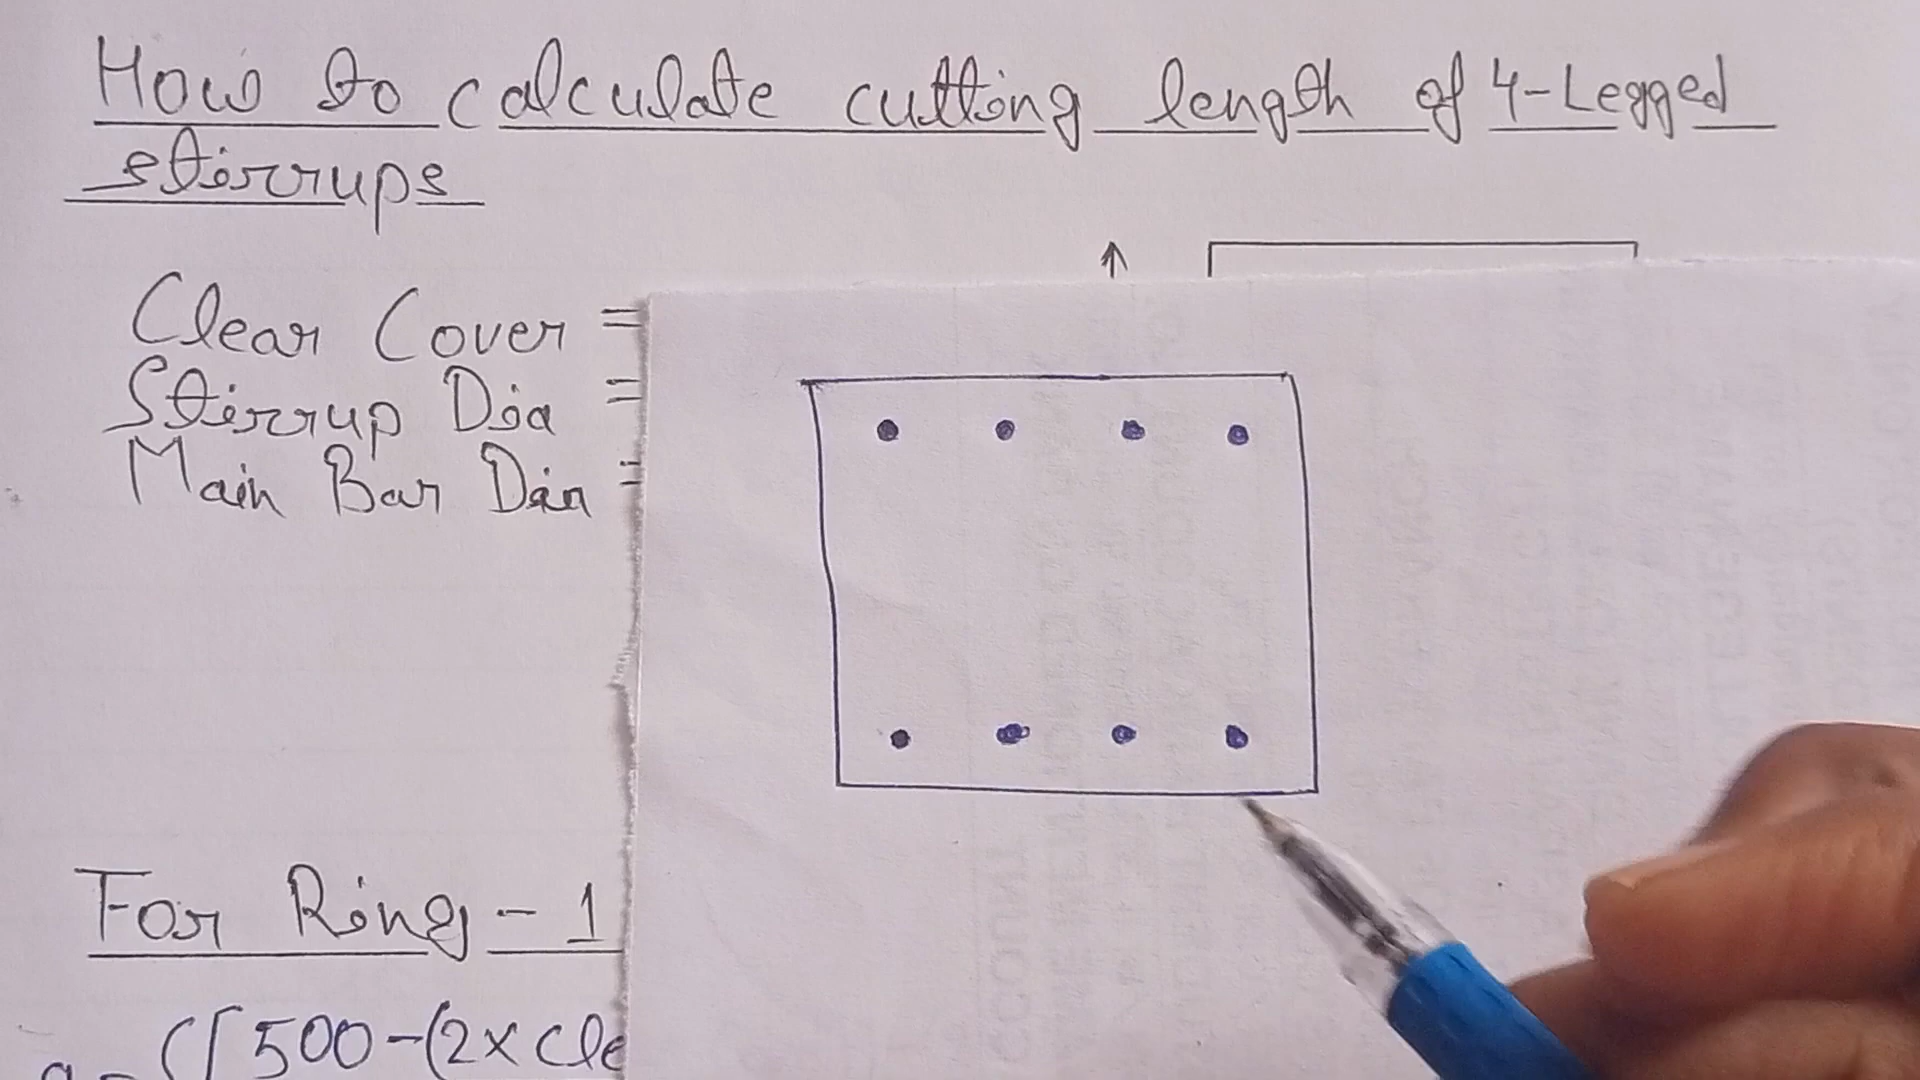 How to calculate cutting length of 4-Legged
stirrups
Clear Cover =
Stirrup Dia =
Main Bar Dia =
For Ring - 1
a = ([500-(2x Cle